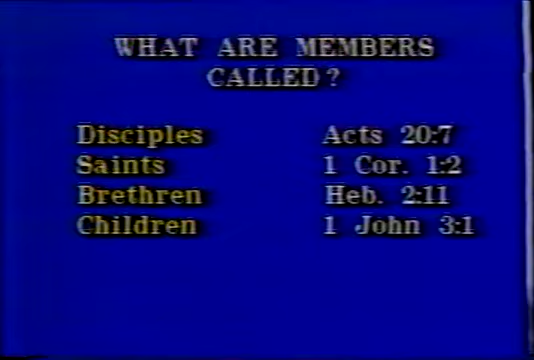 WHAT ARE MEMBERS
CALLED?
Disciples Acts 20:7
Saints 1 Cor. 1:2
Brethren Heb. 2:11
Children 1 John 3:1